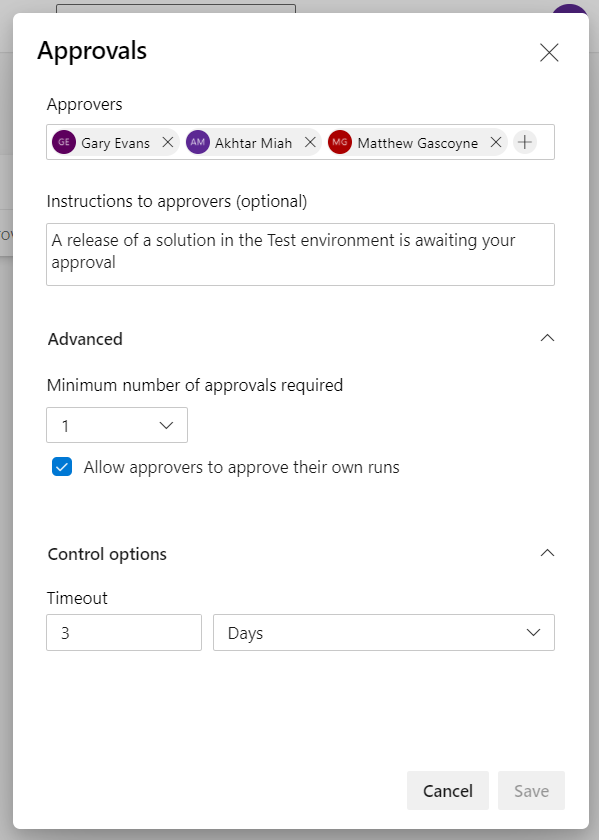 Approvals
Approvers
GE Gary Evans AM Akhtar Miah MG Matthew Gascoyne
Instructions to approvers (optional)
A release of a solution in the Test environment is awaiting your
approval
Advanced
Minimum number of approvals required
1
Allow approvers to approve their own runs
Control options
Timeout
3 Days
Cancel Save